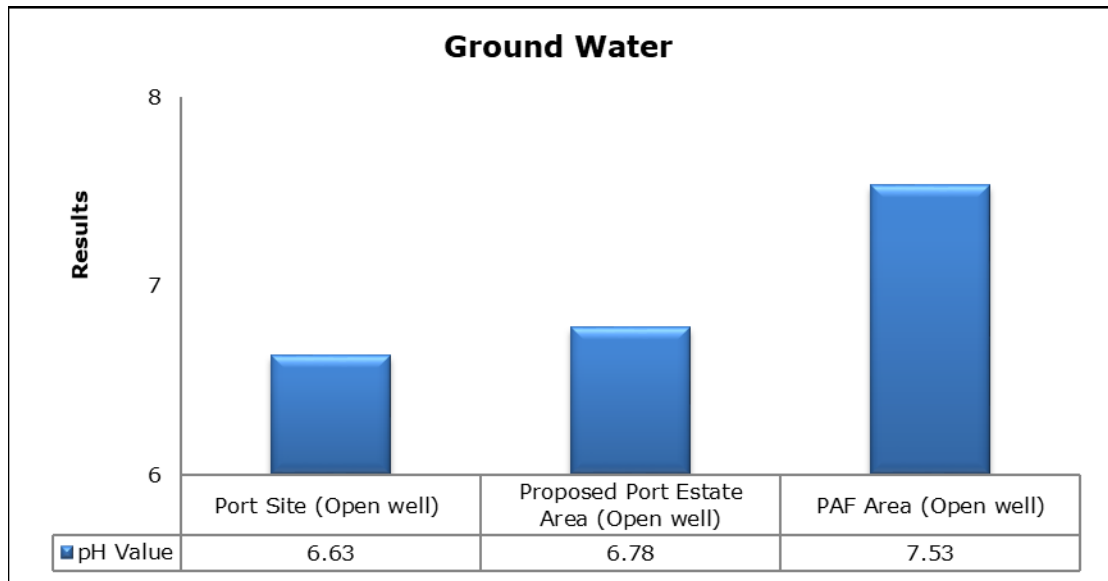 Ground Water
8
7
6
Results
Port Site (Open well)
Proposed Port Estate
Area (Open well)
PAF Area (Open well)
pH Value 6.63 6.78 7.53